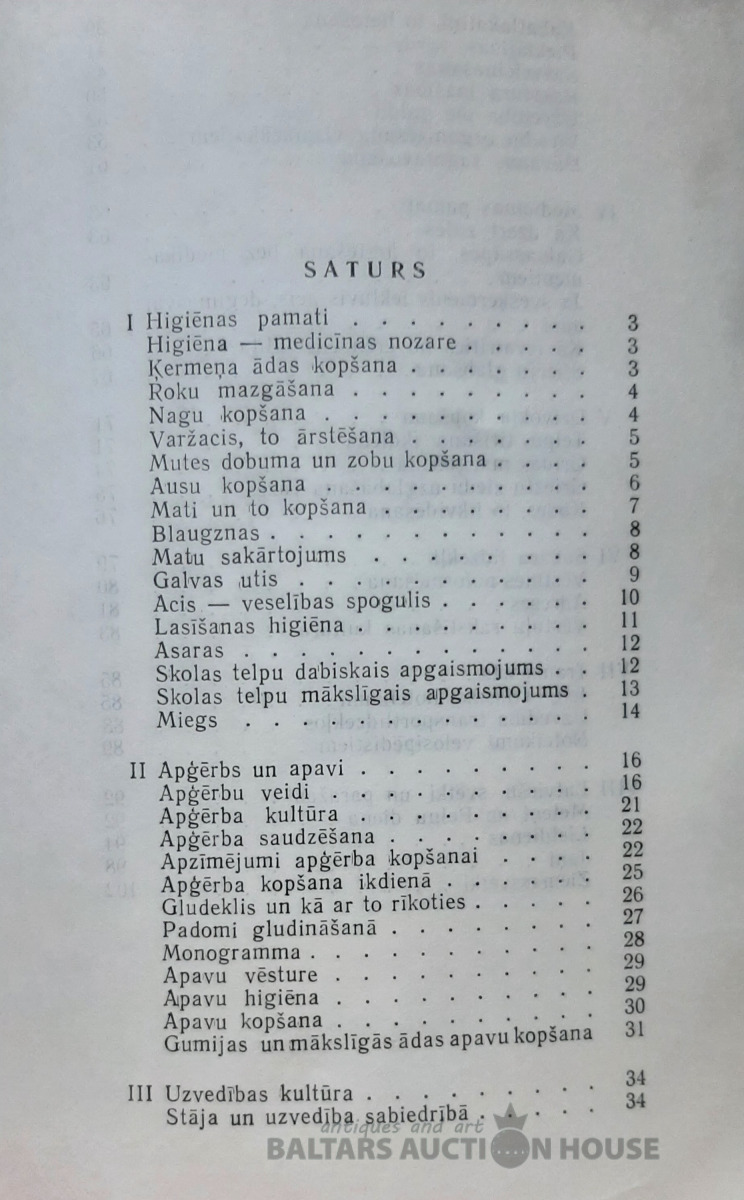 SATURS
I Higiēnas pamati . . . . . . . . . 3
Higiēna — medicīnas nozare . . . . . 3
Ķermeņa ādas kopšana . . . . . . . 3
Roku mazgāšana . . . . . . . . . 4
Nagu kopšana . . . . . . . . . . 4
Varžacis, to ārstēšana . . . . . . . 5
Mutes dobuma un zobu kopšana . . . . 5
Ausu kopšana . . . . . . . . . . 6
Mati un to kopšana . . . . . . . . 7
Blaugznas . . . . . . . . . . . . 8
Matu sakārtojums . . . . . . . . 8
Galvas utis . . . . . . . . . . . 9
Acis — veselības spogulis . . . . . . 10
Lasīšanas higiēna . . . . . . . . . 11
Asaras . . . . . . . . . . . . . 12
Skolas telpu dabiskais apgaismojums . . 12
Skolas telpu mākslīgais apgaismojums . 13
Miegs . . . . . . . . . . . . . 14
II Apģērbs un apavi . . . . . . . . . 16
Apģērbu veidi . . . . . . . . . . 16
Apģērba kultūra . . . . . . . . . 21
Apģērba saudzēšana . . . . . . . . 22
Apzīmējumi apģērba kopšanai . . . . 22
Apģērba kopšana ikdienā . . . . . . 25
Gludeklis un kā ar to rīkoties . . . . . 26
Padomi gludināšanā . . . . . . . . 27
Monogramma . . . . . . . . . . . 28
Apavu vēsture . . . . . . . . . . 29
Apavu higiēna . . . . . . . . . . 29
Apavu kopšana . . . . . . . . . . 30
Gumijas un mākslīgās ādas apavu kopšana 31
III Uzvedības kultūra . . . . . . . . . 34
Stāja un uzvedība sabiedrībā . . . . . 34
antiques and art
BALTARS AUCTION HOUSE